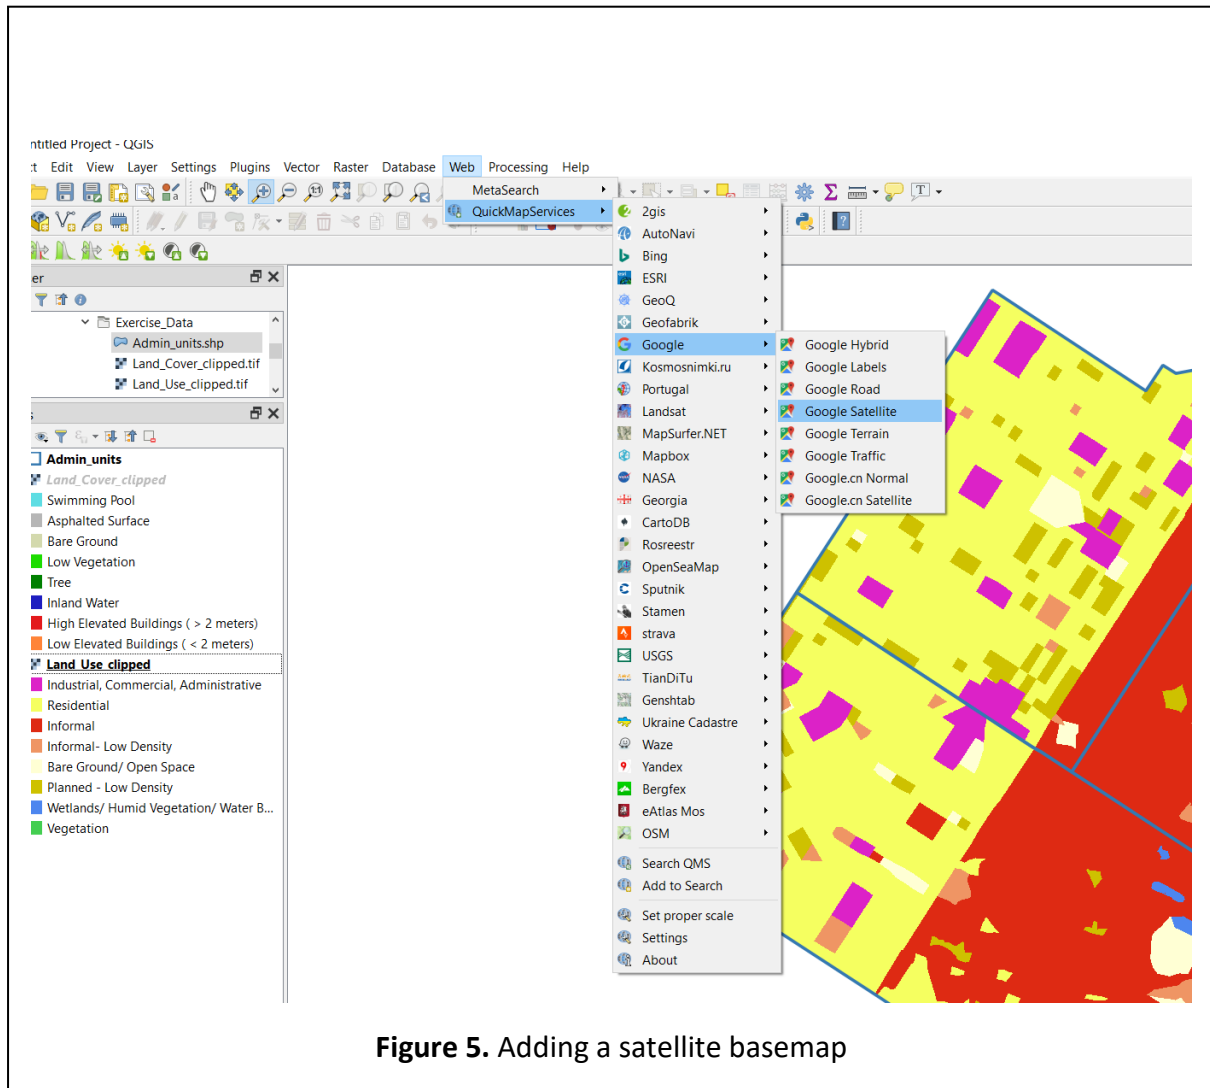 ntitled Project - QGIS
t Edit View Layer Settings Plugins Vector Raster Database Web Processing Help
MetaSearch
QuickMapServices
2gis
AutoNavi
Bing
ESRI
GeoQ
Geofabrik
Google
Kosmosnimki.ru
Portugal
Landsat
MapSurfer.NET
Mapbox
NASA
Georgia
CartoDB
Rosreestr
OpenSeaMap
Sputnik
Stamen
strava
USGS
TianDiTu
Genshtab
Ukraine Cadastre
Waze
Yandex
Bergfex
eAtlas Mos
OSM
Search QMS
Add to Search
Set proper scale
Settings
About
Google Hybrid
Google Labels
Google Road
Google Satellite
Google Terrain
Google Traffic
Google.cn Normal
Google.cn Satellite
er
Exercise_Data
Admin_units.shp
Land_Cover_clipped.tif
Land_Use_clipped.tif
s
Admin_units
Land_Cover_clipped
Swimming Pool
Asphalted Surface
Bare Ground
Low Vegetation
Tree
Inland Water
High Elevated Buildings ( > 2 meters)
Low Elevated Buildings ( < 2 meters)
Land_Use_clipped
Industrial, Commercial, Administrative
Residential
Informal
Informal- Low Density
Bare Ground/ Open Space
Planned - Low Density
Wetlands/ Humid Vegetation/ Water B...
Vegetation
Figure 5. Adding a satellite basemap